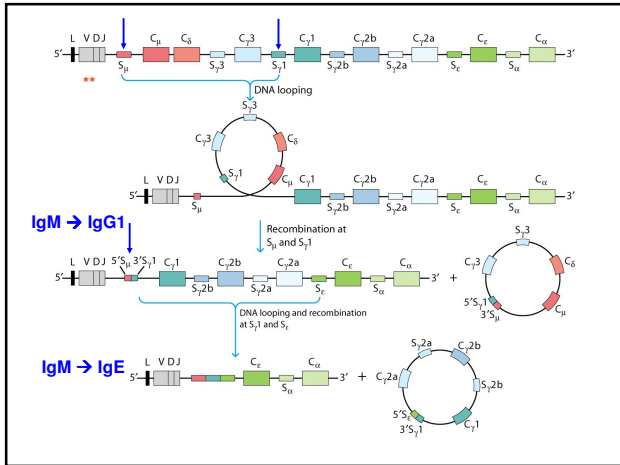 L V D J Cμ Cδ Cγ3 Cγ1 Cγ2b Cγ2a Cε Cα
5′ 3′
** Sμ Sγ3 Sγ1 Sγ2b Sγ2a Sε Sα
DNA looping
Sγ3
Cγ3 Cδ
Sγ1 Cμ
L V D J Cγ1 Cγ2b Cγ2a Cε Cα
5′ 3′
Sμ Sγ2b Sγ2a Sε Sα
IgM → IgG1
Recombination at
Sμ and Sγ1
L V D J 5′Sμ 3′Sγ1 Cγ1 Cγ2b Cγ2a Cε Cα
5′ 3′ +
Sγ2b Sγ2a Sε Sα
Sγ3
Cγ3 Cδ
5′Sγ1
3′Sμ Cμ
DNA looping and recombination
at Sγ1 and Sε
IgM → IgE
L V D J Cε Cα
5′ 3′ +
Sα
Sγ2a Cγ2b
Cγ2a Sγ2b
5′Sε
3′Sγ1 Cγ1